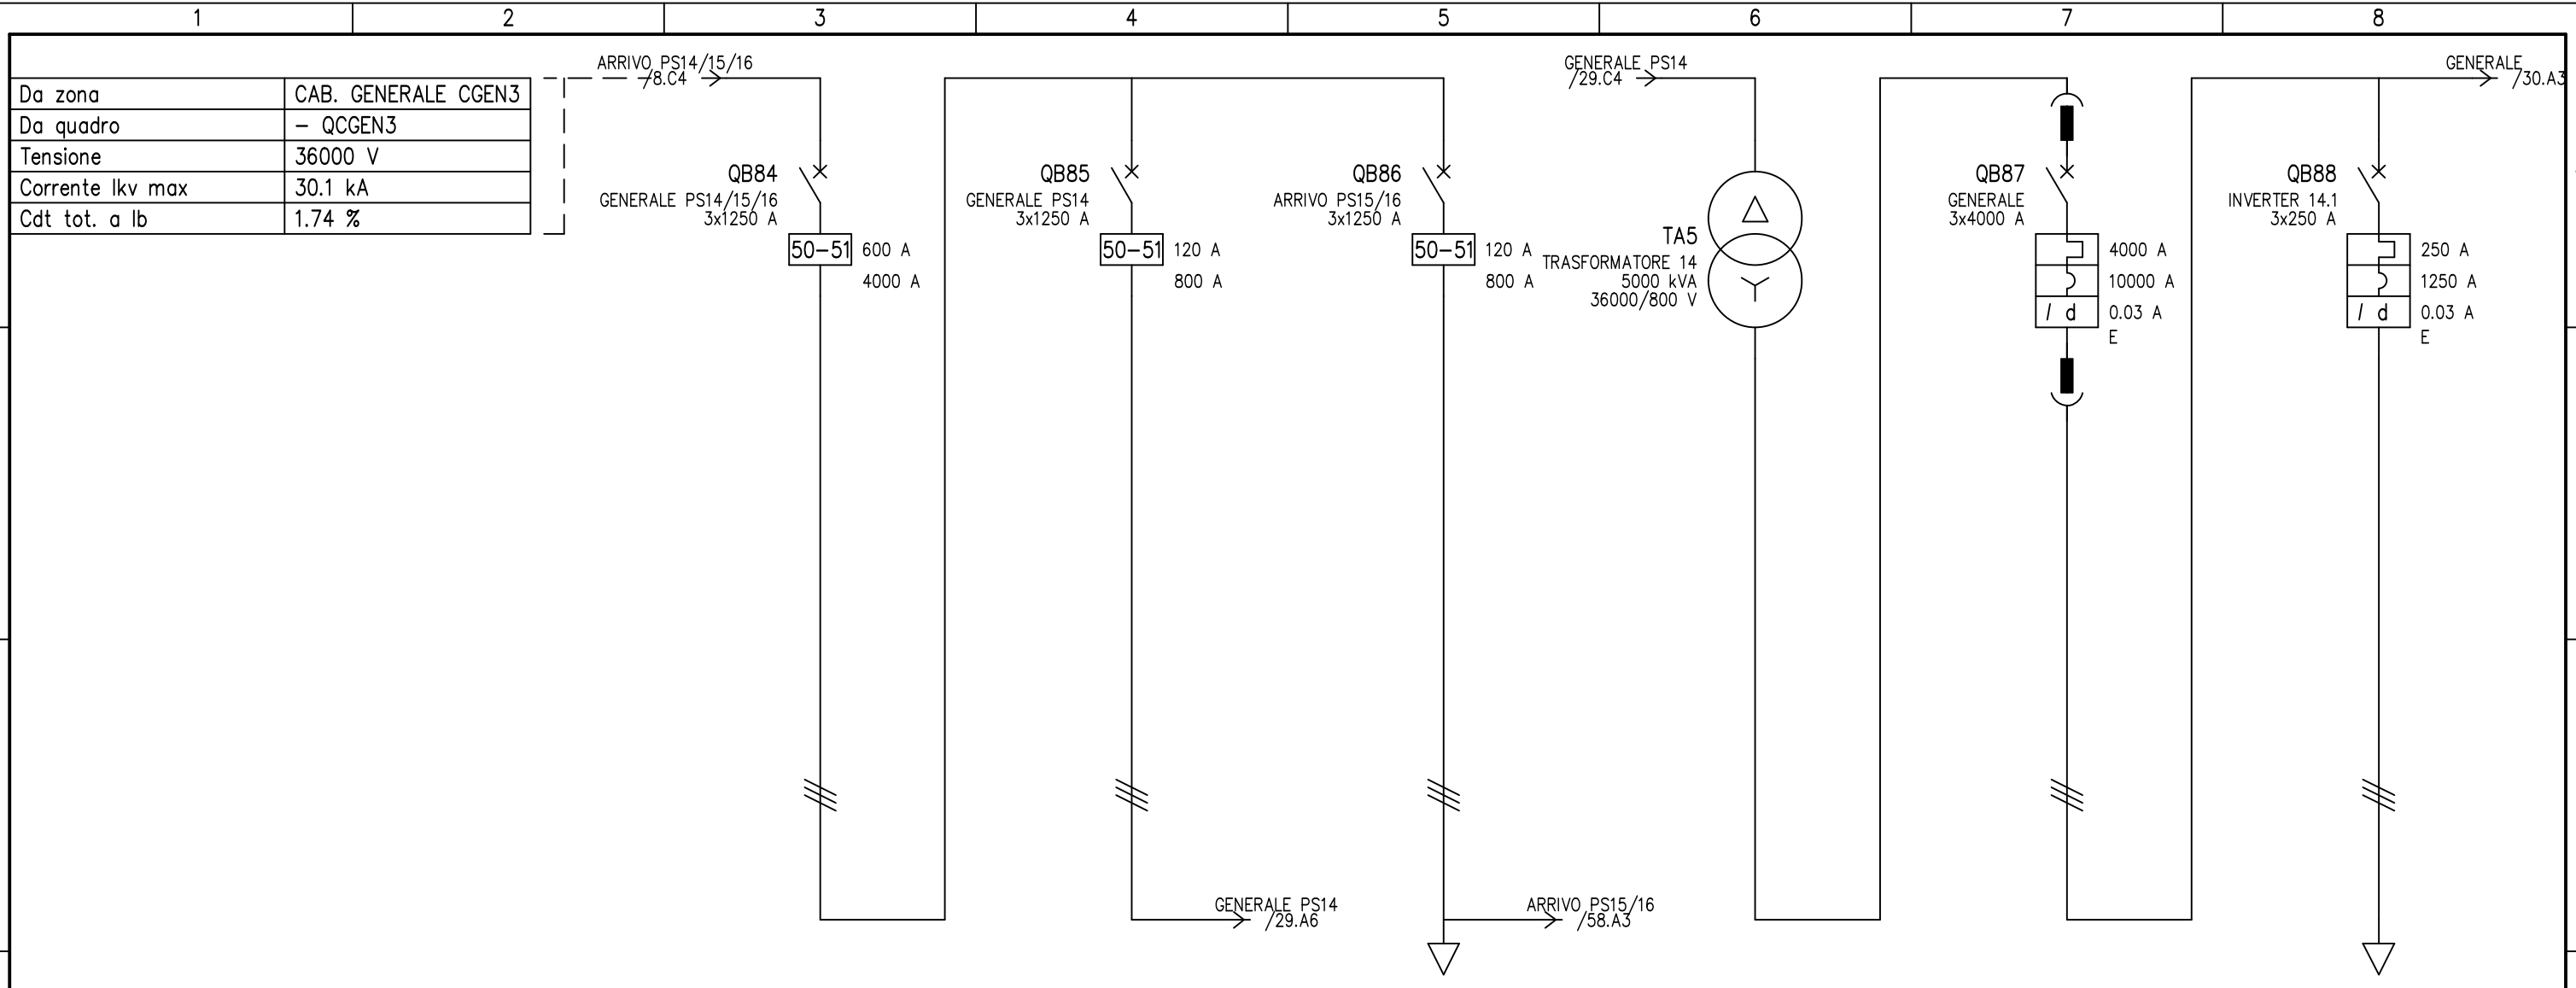 1 2 3 4 5 6 7 8
Da zona CAB. GENERALE CGEN3
Da quadro - QCGEN3
Tensione 36000 V
Corrente Ikv max 30.1 kA
Cdt tot. a Ib 1.74 %
ARRIVO PS14/15/16
/8.C4
QB84
GENERALE PS14/15/16
3x1250 A
50-51 600 A
4000 A
QB85
GENERALE PS14
3x1250 A
50-51 120 A
800 A
GENERALE PS14
/29.A6
QB86
ARRIVO PS15/16
3x1250 A
50-51 120 A
800 A
ARRIVO PS15/16
/58.A3
GENERALE PS14
/29.C4
TA5
TRASFORMATORE 14
5000 kVA
36000/800 V
QB87
GENERALE
3x4000 A
4000 A
10000 A
I d 0.03 A
E
QB88
INVERTER 14.1
3x250 A
250 A
1250 A
I d 0.03 A
E
GENERALE
/30.A3